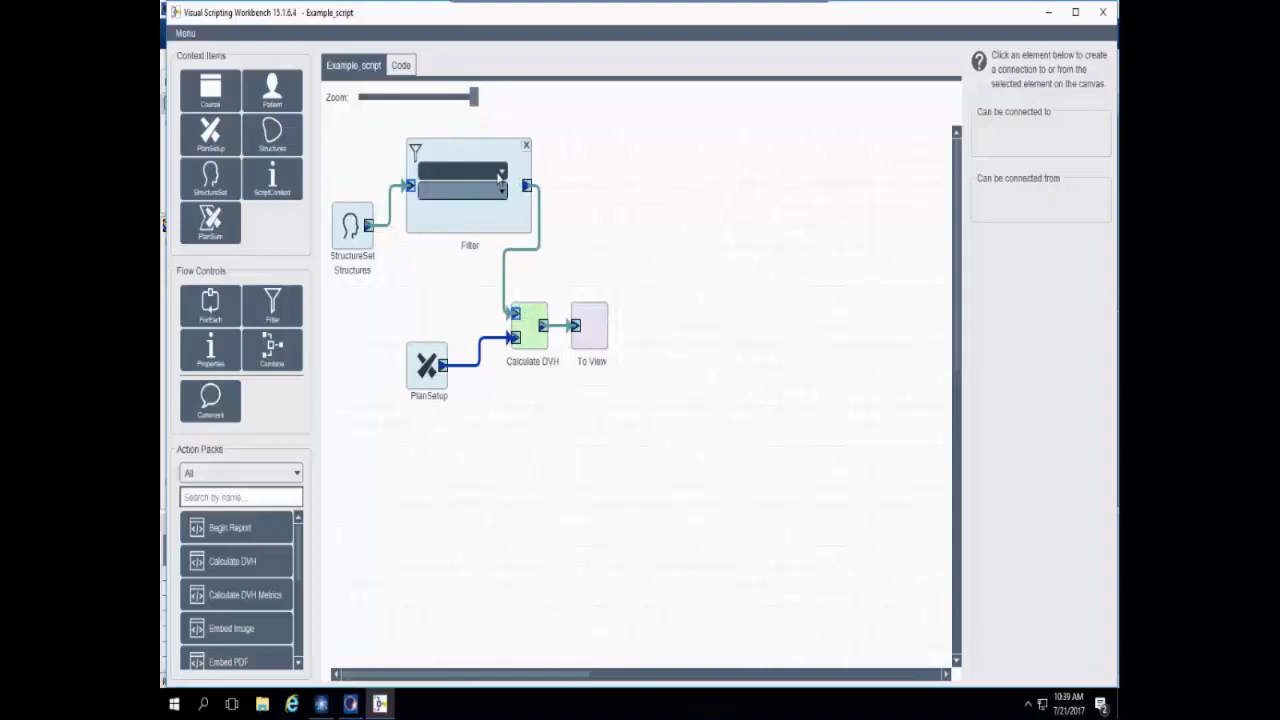 Visual Scripting Workbench 15.1.6.4 - Example_script
Menu
Context Items
Course
Patient
PlanSetup
Structures
StructureSet
ScriptContext
PlanSum
Flow Controls
ForEach
Filter
Properties
Combine
Comment
Action Packs
All
Search by name...
Begin Report
Calculate DVH
Calculate DVH Metrics
Embed Image
Embed PDF
Example_script
Code
Zoom:
Filter
StructureSet
Structures
Calculate DVH
To View
PlanSetup
Click an element below to create
a connection to or from the
selected element on the canvas.
Can be connected to
Can be connected from
10:39 AM
7/21/2017
2